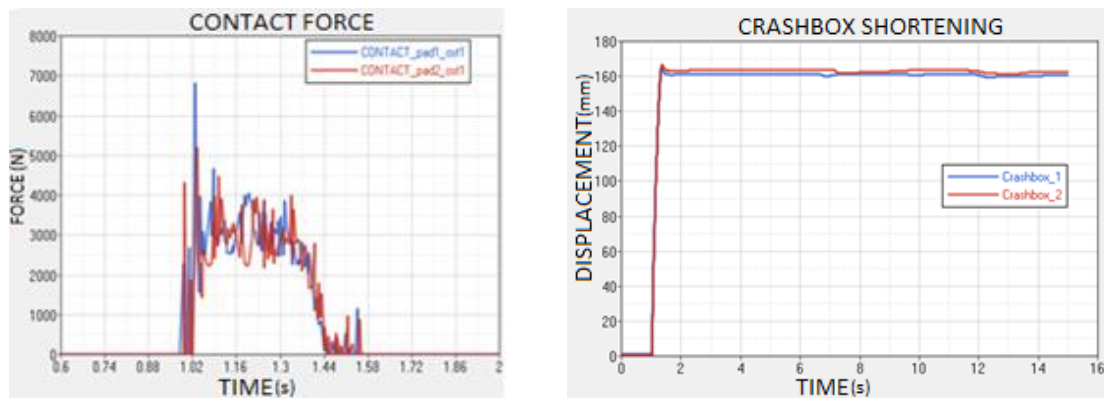 CONTACT FORCE
FORCE (N)
8000
7000
6000
5000
4000
3000
2000
1000
0
CONTACT_pad1_out1
CONTACT_pad2_out1
0.6 0.74 0.88 1.02 1.16 1.3 1.44 1.58 1.72 1.86 2
TIME(s)
CRASHBOX SHORTENING
DISPLACEMENT(mm)
180
160
140
120
100
80
60
40
20
0
Crashbox_1
Crashbox_2
0 2 4 6 8 10 12 14 16
TIME(s)